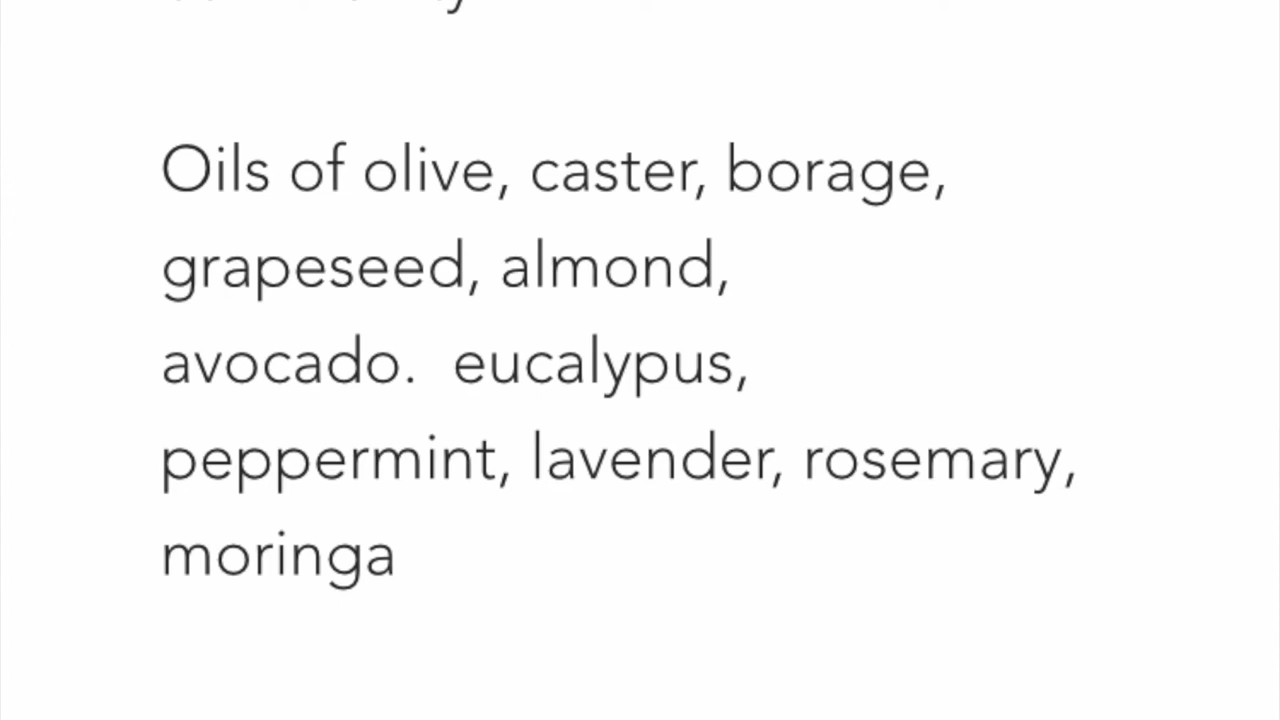 Oils of olive, caster, borage,
grapeseed, almond,
avocado.  eucalypus,
peppermint, lavender, rosemary,
moringa